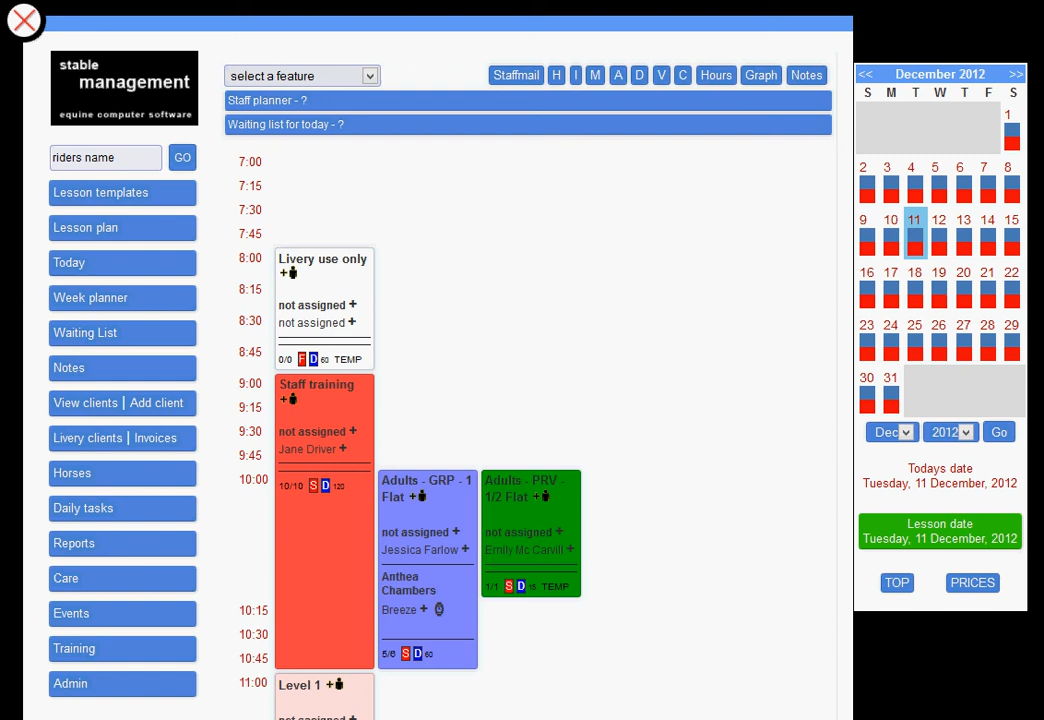 stable
management
equine computer software
select a feature
Staffmail H I M A D V C Hours Graph Notes
Staff planner - ?
Waiting list for today - ?
riders name GO
Lesson templates
Lesson plan
Today
Week planner
Waiting List
Notes
View clients | Add client
Livery clients | Invoices
Horses
Daily tasks
Reports
Care
Events
Training
Admin
7:00
7:15
7:30
7:45
8:00
8:15
8:30
8:45
9:00
9:15
9:30
9:45
10:00
10:15
10:30
10:45
11:00
Livery use only
+
not assigned +
not assigned +
0/0 F D 60 TEMP
Staff training
+
not assigned +
Jane Driver +
10/10 S D 120
Level 1 +
not assigned +
Adults - GRP - 1
Flat +
not assigned +
Jessica Farlow +
Anthea
Chambers
Breeze +
5/6 S D 60
Adults - PRV -
1/2 Flat +
not assigned +
Emily Mc Carvill +
1/1 S D 15 TEMP
<< December 2012 >>
S M T W T F S
1
2 3 4 5 6 7 8
9 10 11 12 13 14 15
16 17 18 19 20 21 22
23 24 25 26 27 28 29
30 31
Dec 2012 Go
Todays date
Tuesday, 11 December, 2012
Lesson date
Tuesday, 11 December, 2012
TOP PRICES